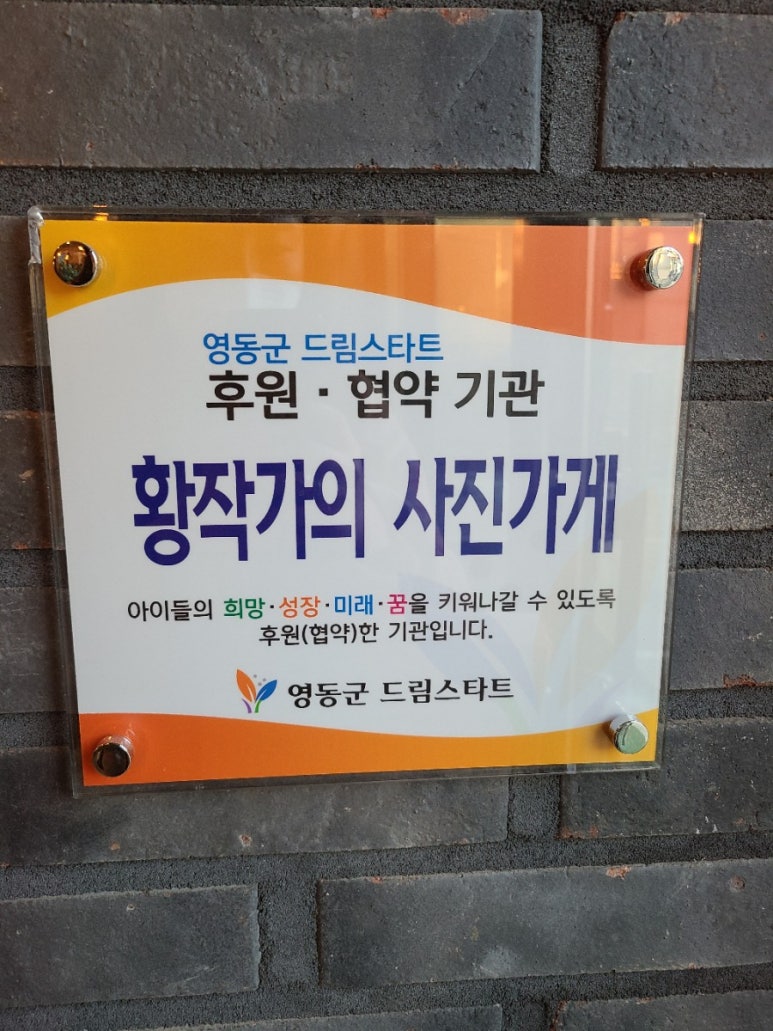 영동군 드림스타트
후원 · 협약 기관
황작가의 사진가게
아이들의 희망·성장·미래·꿈을 키워나갈 수 있도록
후원(협약)한 기관입니다.
영동군 드림스타트